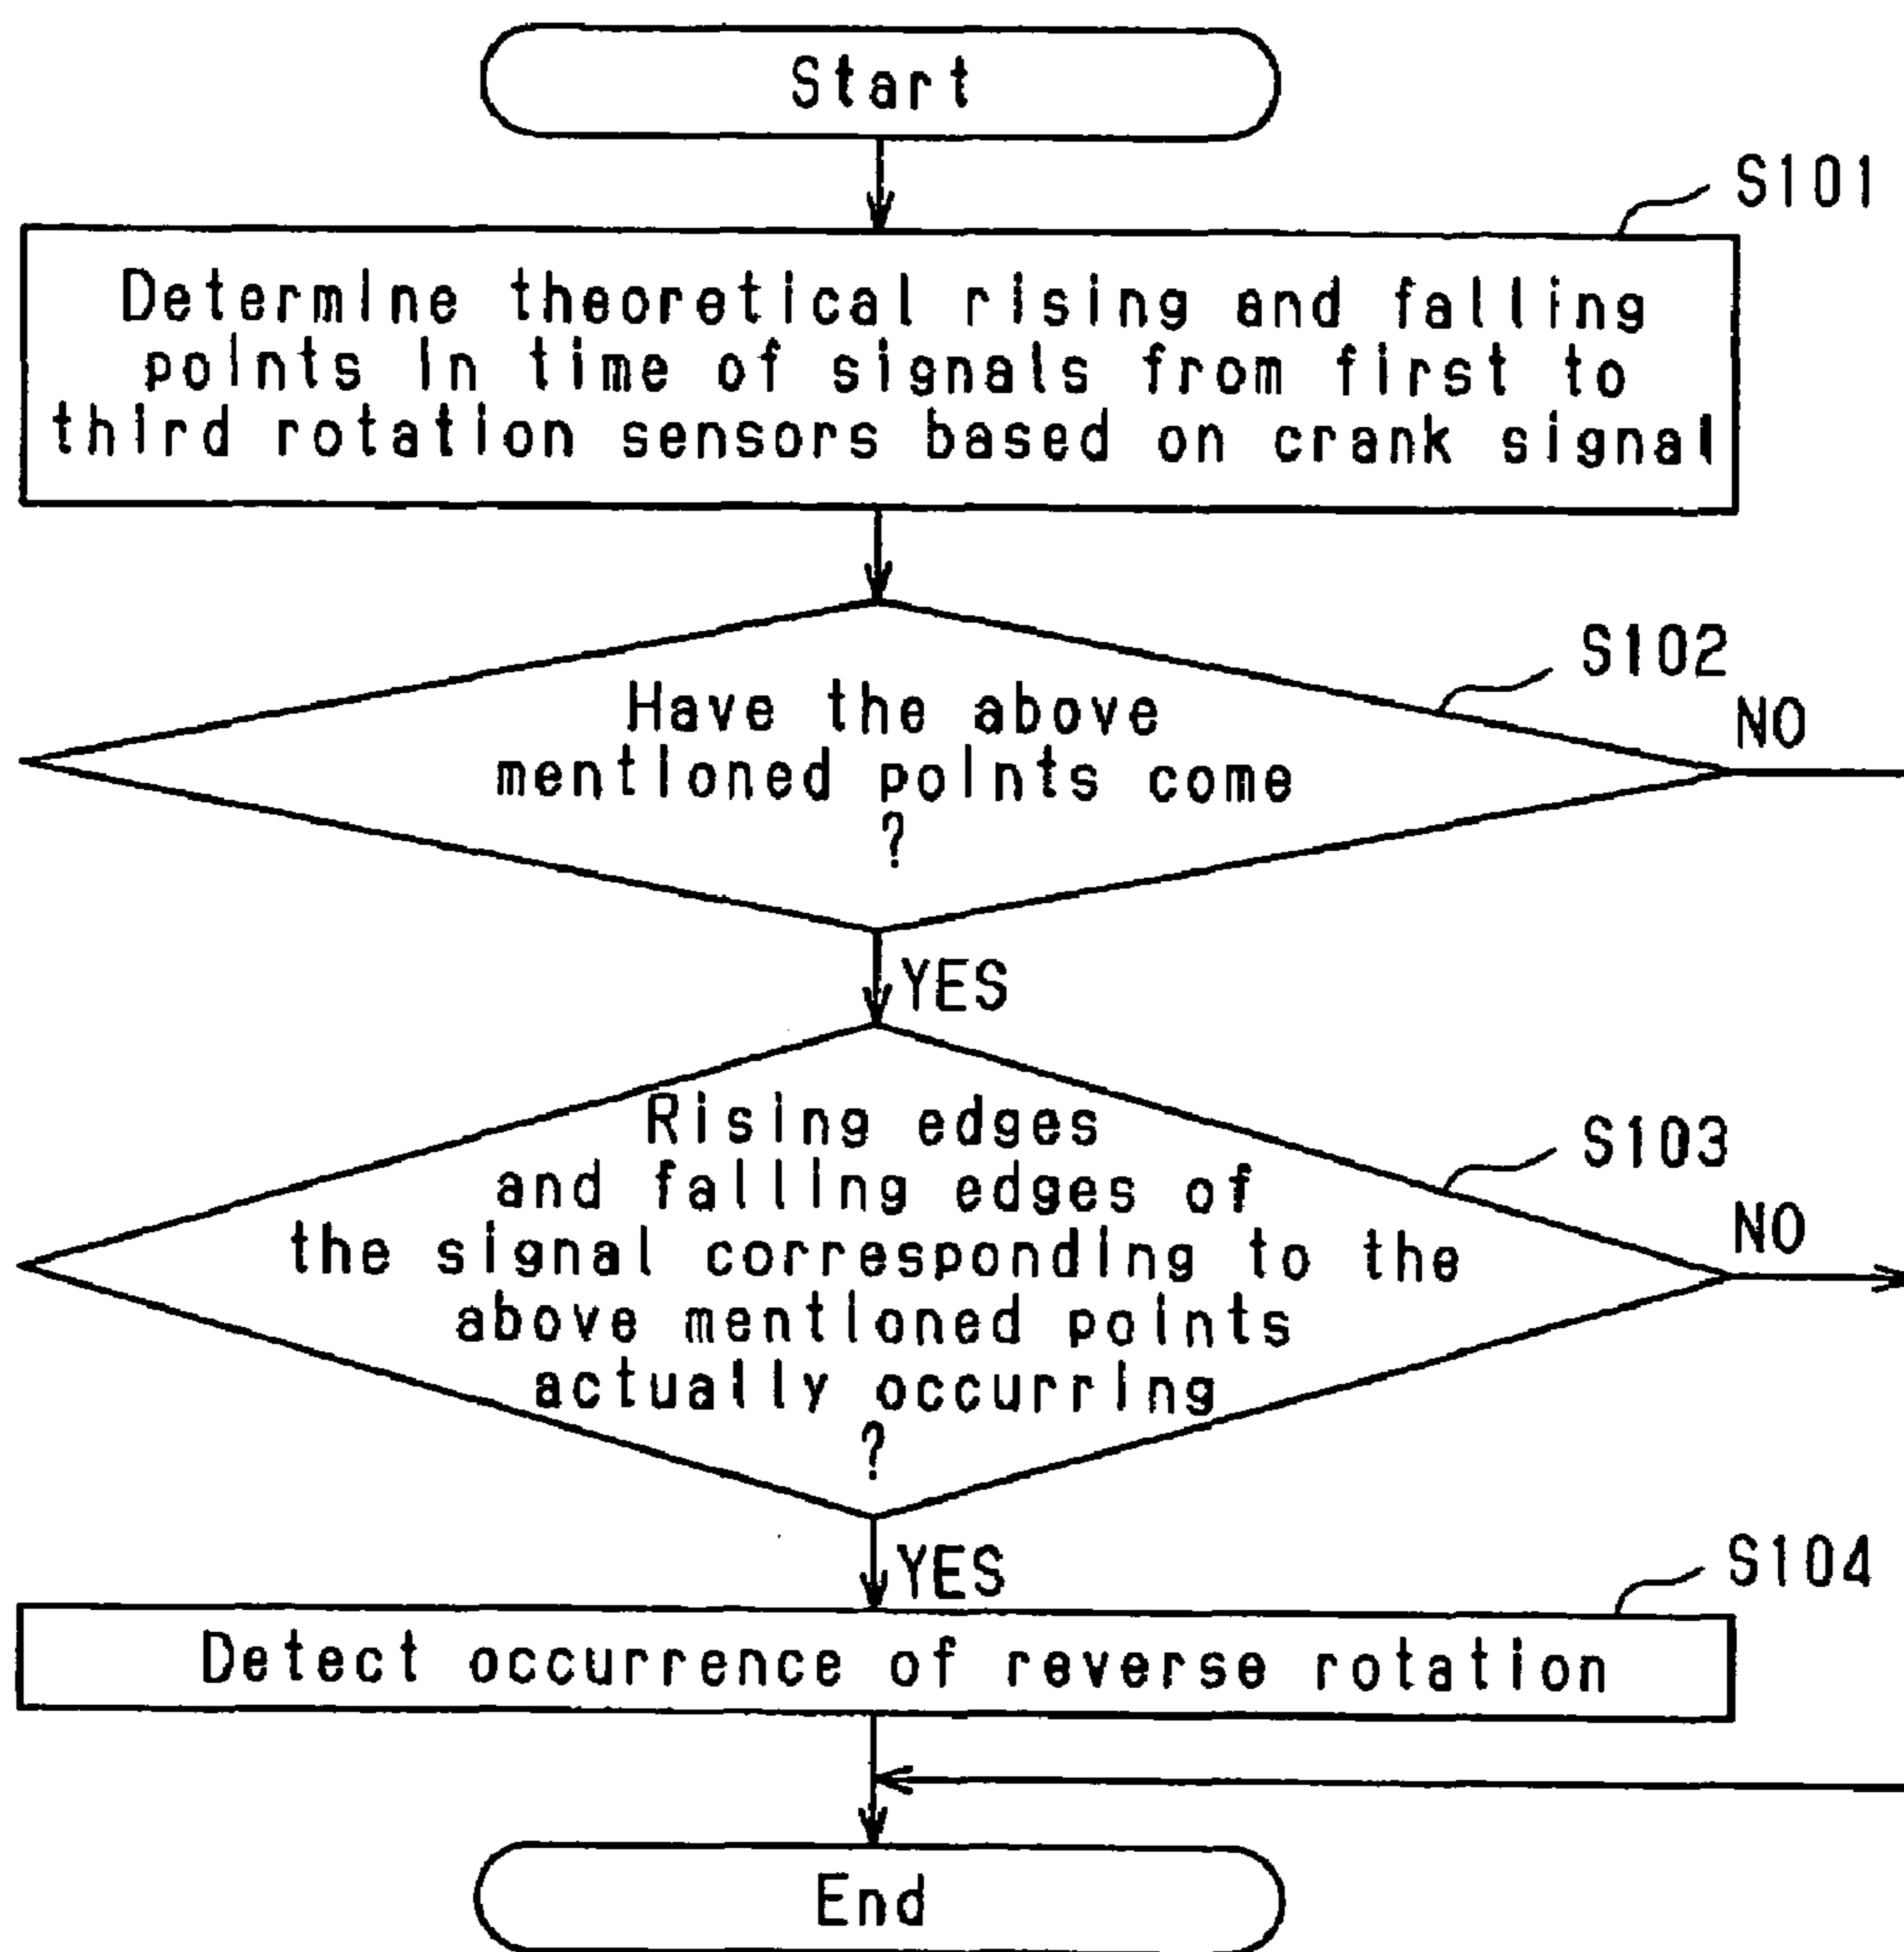 Start
S101
Determine theoretical rising and falling
points in time of signals from first to
third rotation sensors based on crank signal
S102
Have the above
mentioned points come
?
NO
YES
S103
Rising edges
and falling edges of
the signal corresponding to the
above mentioned points
actually occurring
?
NO
YES
S104
Detect occurrence of reverse rotation
End